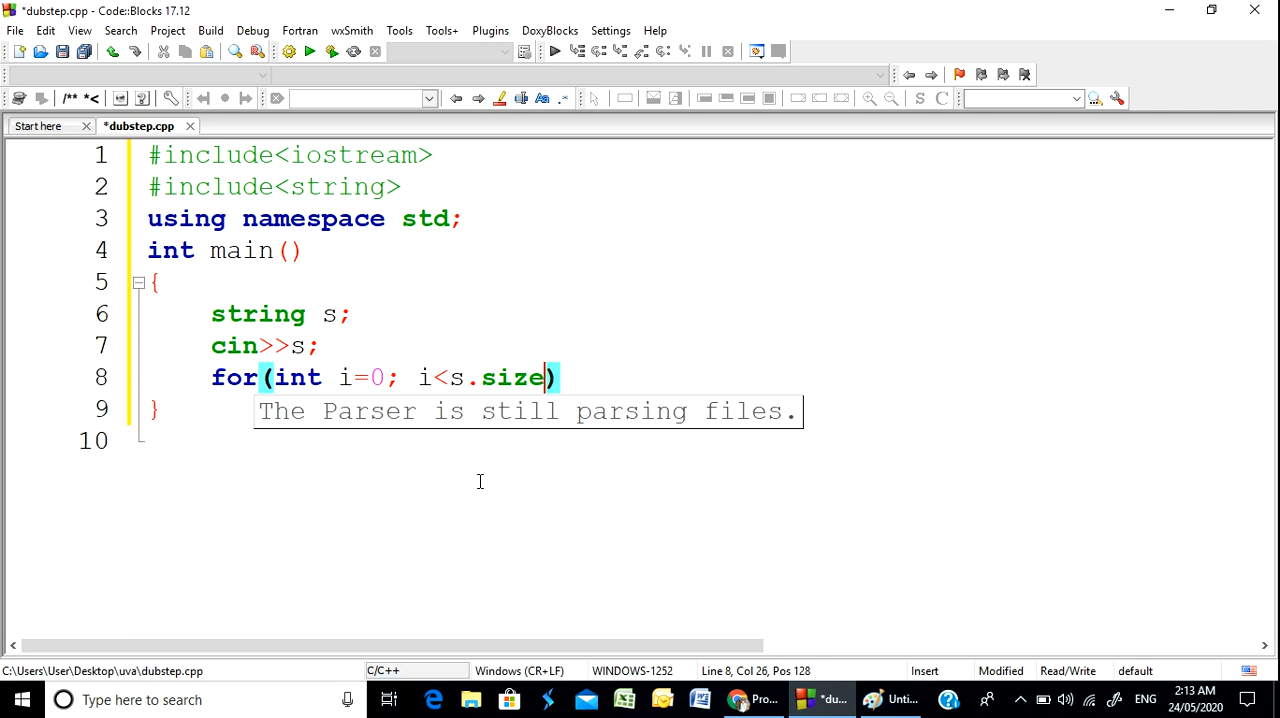 *dubstep.cpp - Code::Blocks 17.12
File Edit View Search Project Build Debug Fortran wxSmith Tools Tools+ Plugins DoxyBlocks Settings Help
/** *<
S C
Start here *dubstep.cpp
1 #include<iostream>
2 #include<string>
3 using namespace std;
4 int main()
5 {
6 string s;
7 cin>>s;
8 for(int i=0; i<s.size)
9 }
The Parser is still parsing files.
10
C:\Users\User\Desktop\uva\dubstep.cpp C/C++ Windows (CR+LF) WINDOWS-1252 Line 8, Col 26, Pos 128 Insert Modified Read/Write default
Type here to search Pro... *du... Unti... ENG 2:13 AM
24/05/2020